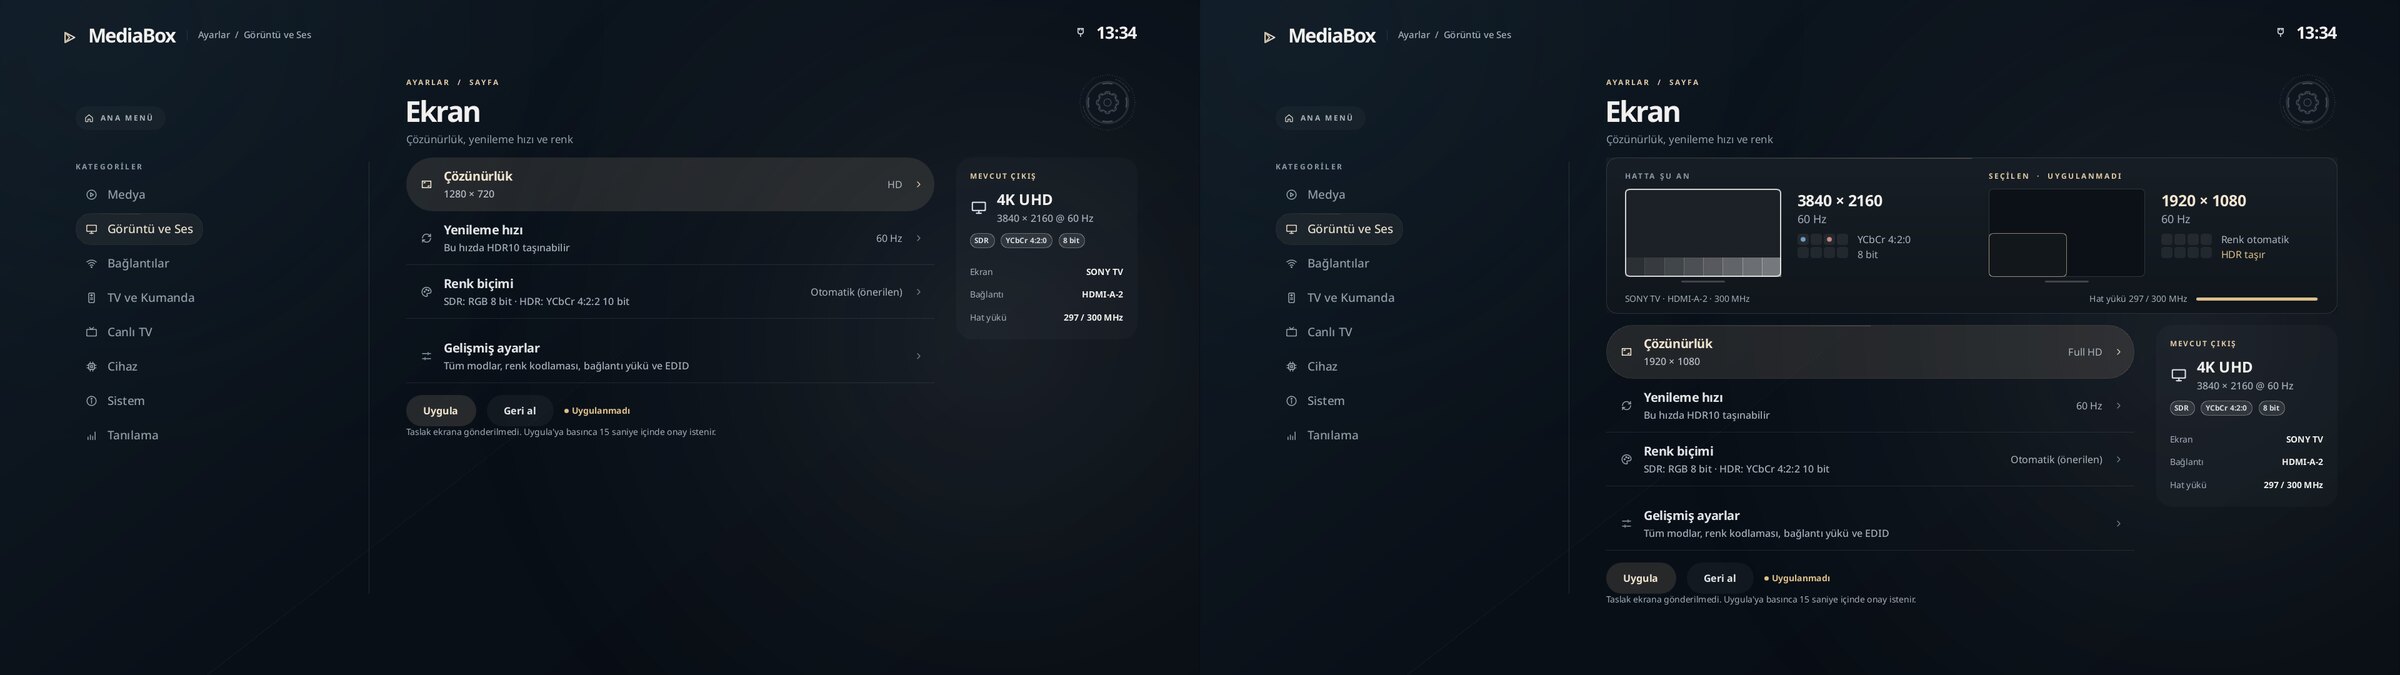 MediaBox
Ayarlar / Görüntü ve Ses
13:34
ANA MENÜ
KATEGORİLER
Medya
Görüntü ve Ses
Bağlantılar
TV ve Kumanda
Canlı TV
Cihaz
Sistem
Tanılama
AYARLAR / SAYFA
Ekran
Çözünürlük, yenileme hızı ve renk
Çözünürlük
1280 × 720
HD
Yenileme hızı
Bu hızda HDR10 taşınabilir
60 Hz
Renk biçimi
SDR: RGB 8 bit · HDR: YCbCr 4:2:2 10 bit
Otomatik (önerilen)
Gelişmiş ayarlar
Tüm modlar, renk kodlaması, bağlantı yükü ve EDID
Uygula
Geri al
Uygulanmadı
Taslak ekrana gönderilmedi. Uygula'ya basınca 15 saniye içinde onay istenir.
MEVCUT ÇIKIŞ
4K UHD
3840 × 2160 @ 60 Hz
SDR YCbCr 4:2:0 8 bit
Ekran SONY TV
Bağlantı HDMI-A-2
Hat yükü 297 / 300 MHz
MediaBox
Ayarlar / Görüntü ve Ses
13:34
ANA MENÜ
KATEGORİLER
Medya
Görüntü ve Ses
Bağlantılar
TV ve Kumanda
Canlı TV
Cihaz
Sistem
Tanılama
AYARLAR / SAYFA
Ekran
Çözünürlük, yenileme hızı ve renk
HATTA ŞU AN
3840 × 2160
60 Hz
YCbCr 4:2:0
8 bit
SEÇİLEN · UYGULANMADI
1920 × 1080
60 Hz
Renk otomatik
HDR taşır
SONY TV · HDMI-A-2 · 300 MHz
Hat yükü 297 / 300 MHz
Çözünürlük
1920 × 1080
Full HD
Yenileme hızı
Bu hızda HDR10 taşınabilir
60 Hz
Renk biçimi
SDR: RGB 8 bit · HDR: YCbCr 4:2:2 10 bit
Otomatik (önerilen)
Gelişmiş ayarlar
Tüm modlar, renk kodlaması, bağlantı yükü ve EDID
Uygula
Geri al
Uygulanmadı
Taslak ekrana gönderilmedi. Uygula'ya basınca 15 saniye içinde onay istenir.
MEVCUT ÇIKIŞ
4K UHD
3840 × 2160 @ 60 Hz
SDR YCbCr 4:2:0 8 bit
Ekran SONY TV
Bağlantı HDMI-A-2
Hat yükü 297 / 300 MHz